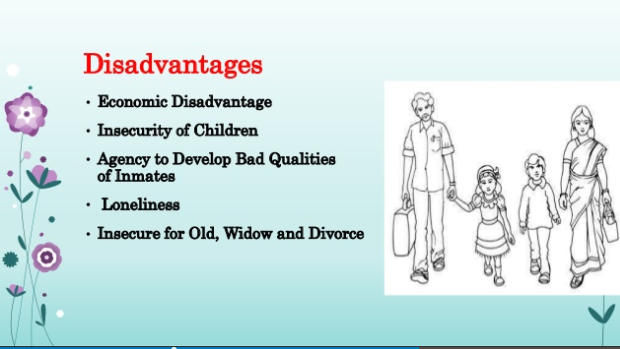 Disadvantages
• Economic Disadvantage
• Insecurity of Children
• Agency to Develop Bad Qualities
of Inmates
• Loneliness
• Insecure for Old, Widow and Divorce